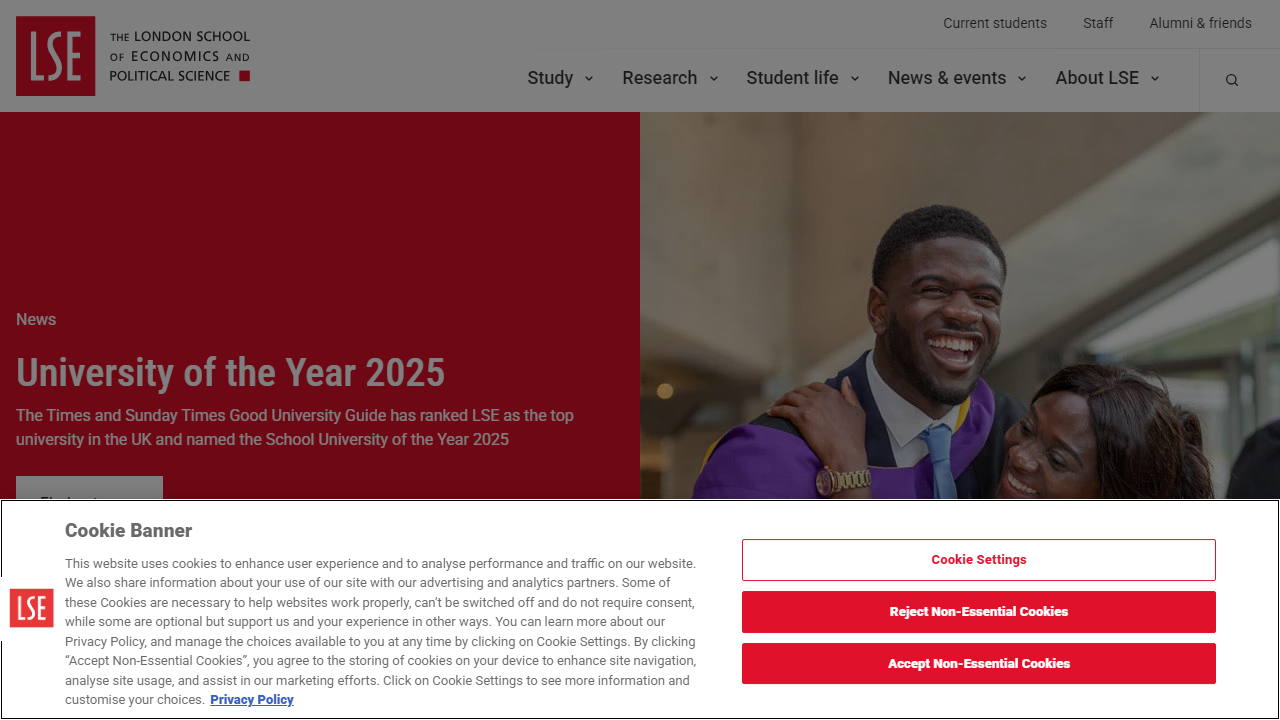 LSE
THE LONDON SCHOOL
OF ECONOMICS AND
POLITICAL SCIENCE
Current students Staff Alumni & friends
Study Research Student life News & events About LSE
News
University of the Year 2025
The Times and Sunday Times Good University Guide has ranked LSE as the top
university in the UK and named the School University of the Year 2025
Cookie Banner
This website uses cookies to enhance user experience and to analyse performance and traffic on our website.
We also share information about your use of our site with our advertising and analytics partners. Some of
these Cookies are necessary to help websites work properly, can't be switched off and do not require consent,
while some are optional but support us and your experience in other ways. You can learn more about our
Privacy Policy, and manage the choices available to you at any time by clicking on Cookie Settings. By clicking
“Accept Non-Essential Cookies”, you agree to the storing of cookies on your device to enhance site navigation,
analyse site usage, and assist in our marketing efforts. Click on Cookie Settings to see more information and
customise your choices. Privacy Policy
LSE
Cookie Settings
Reject Non-Essential Cookies
Accept Non-Essential Cookies